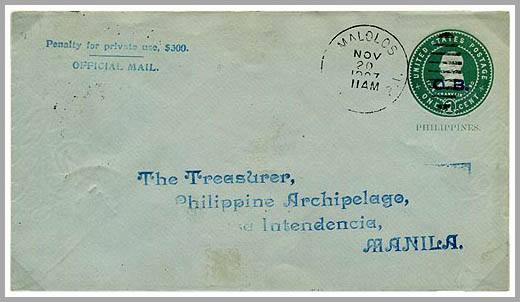 Penalty for private use, $300.
OFFICIAL MAIL.
MALOLOS
NOV
20
1907
11AM
UNITED STATES POSTAGE
O.B.
ONE CENT
PHILIPPINES.
The Treasurer,
Philippine Archipelago,
Intendencia,
MANILA.